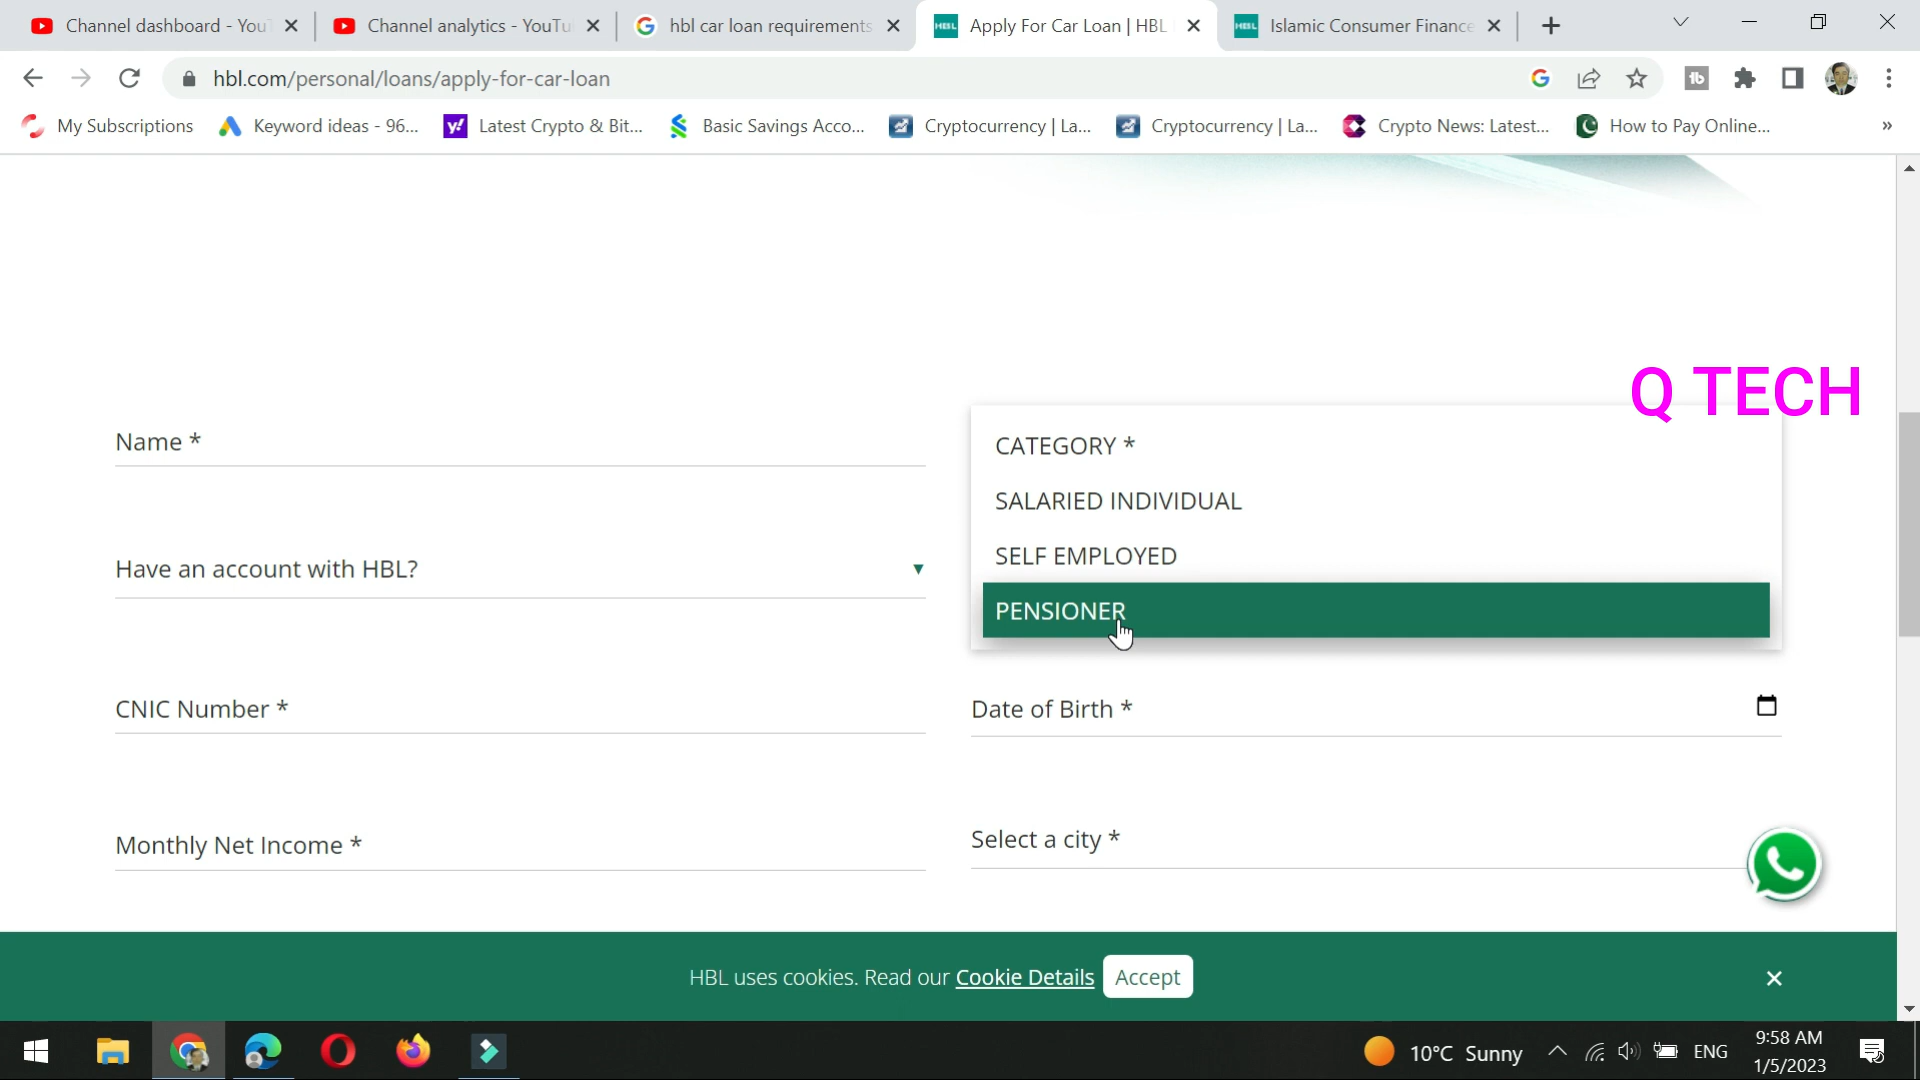 Channel dashboard - YouT
Channel analytics - YouTu
hbl car loan requirements
Apply For Car Loan | HBL
Islamic Consumer Finance
hbl.com/personal/loans/apply-for-car-loan
My Subscriptions
Keyword ideas - 96...
Latest Crypto & Bit...
Basic Savings Acco...
Cryptocurrency | La...
Cryptocurrency | La...
Crypto News: Latest...
How to Pay Online...
»
Q TECH
Name *
CATEGORY *
SALARIED INDIVIDUAL
SELF EMPLOYED
PENSIONER
Have an account with HBL?
CNIC Number *
Date of Birth *
Monthly Net Income *
Select a city *
HBL uses cookies. Read our Cookie Details Accept
10°C Sunny
ENG
9:58 AM
1/5/2023